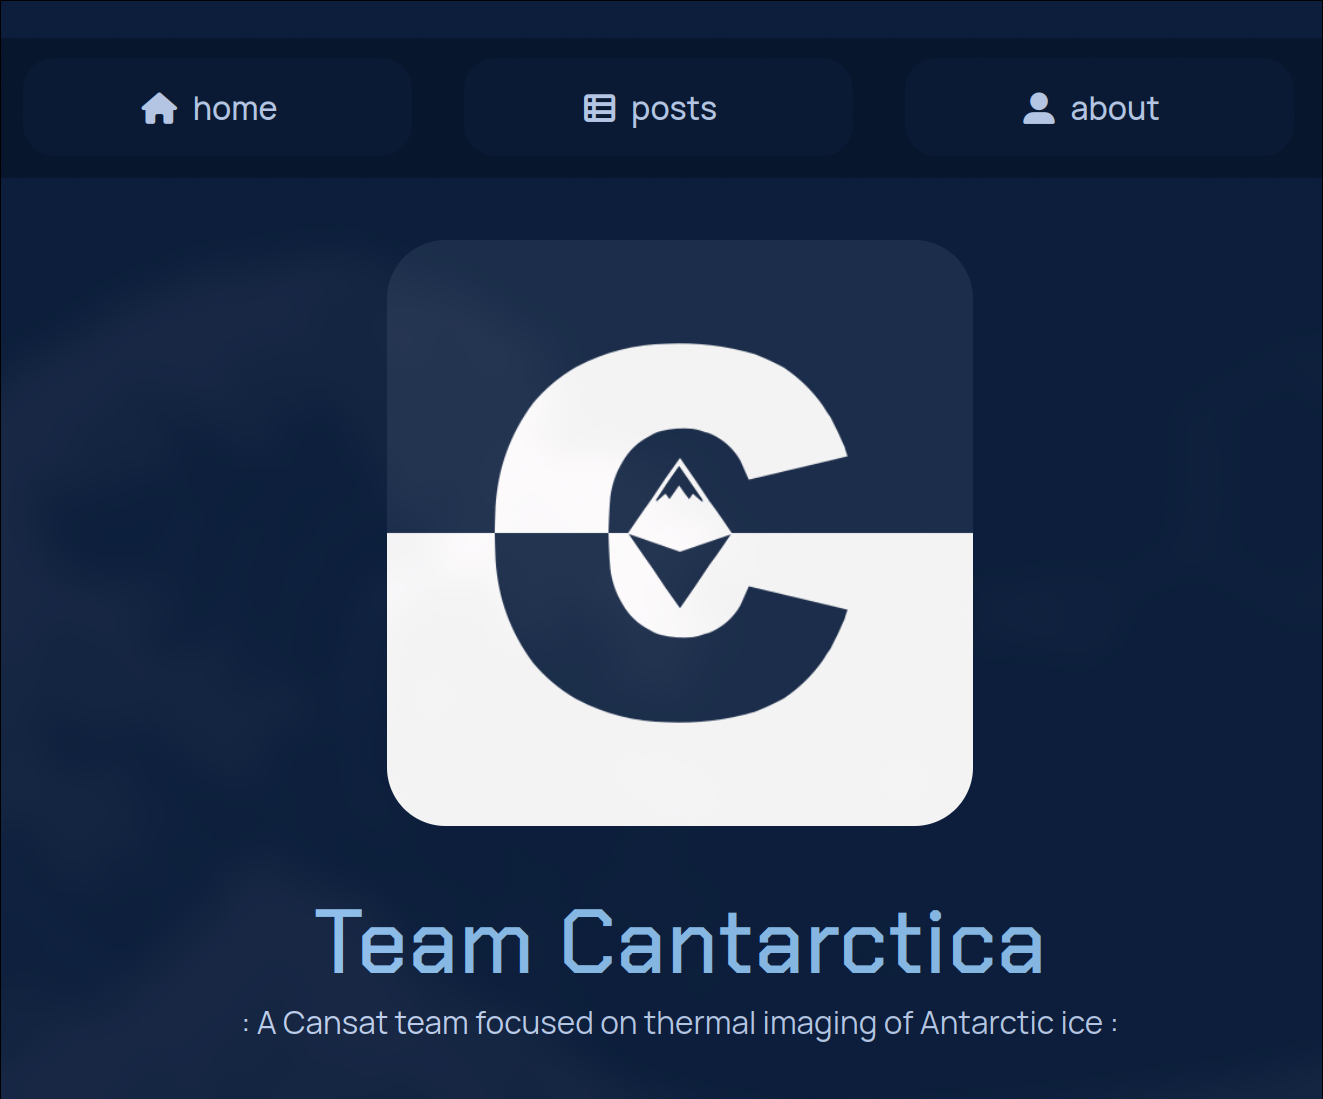 home
posts
about
C
Team Cantarctica
: A Cansat team focused on thermal imaging of Antarctic ice :